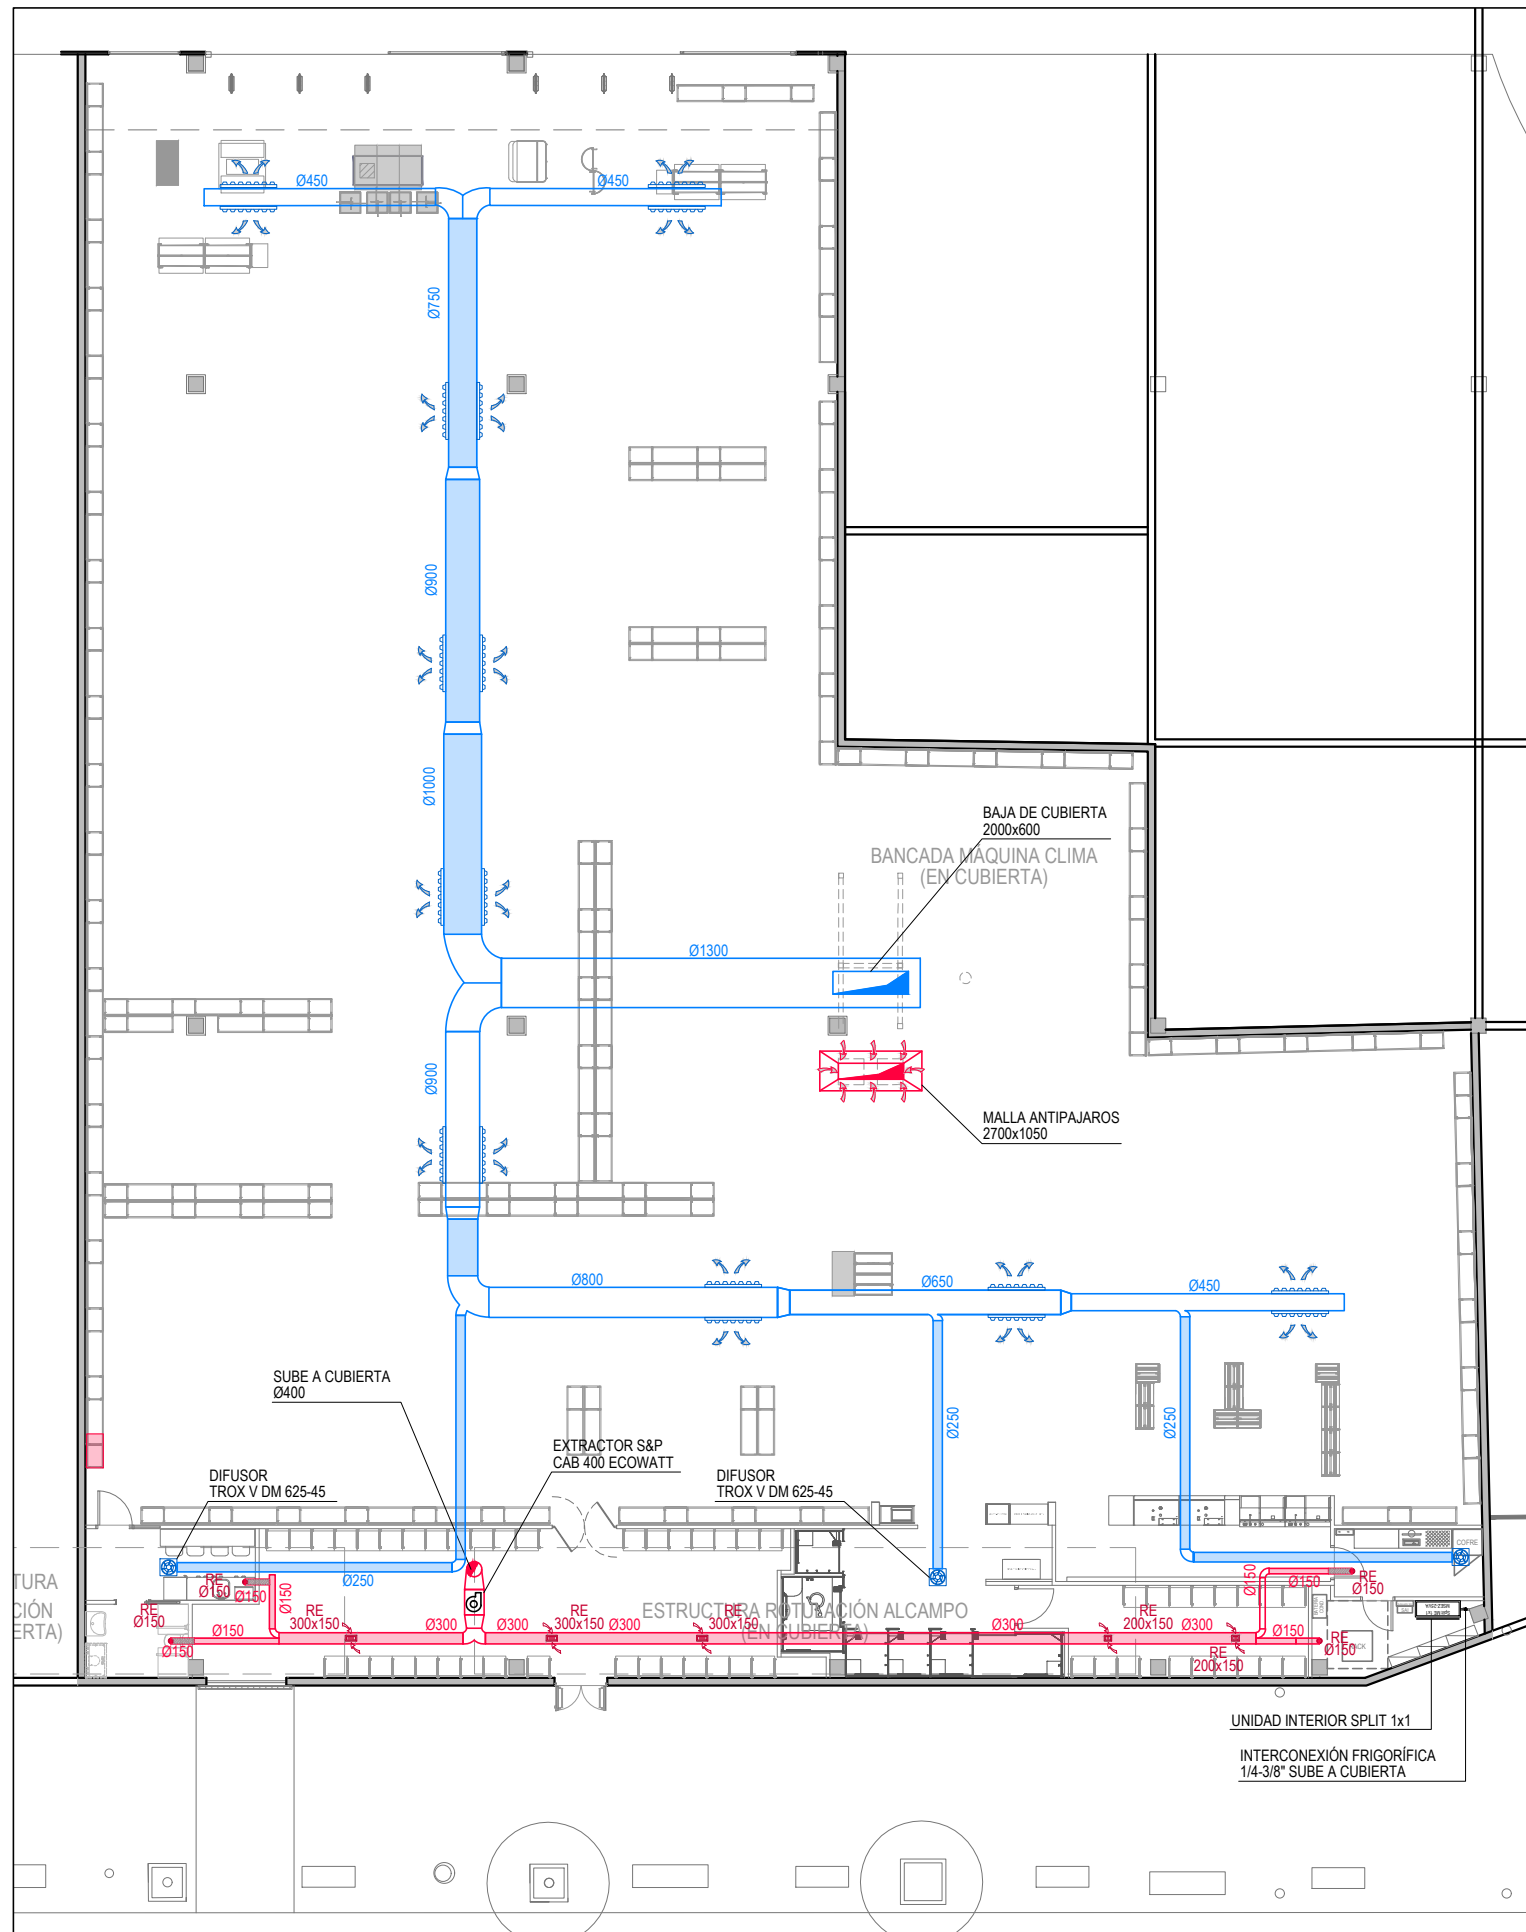 Ø450
Ø450
Ø750
Ø900
Ø1000
BAJA DE CUBIERTA
2000x600
BANCADA MÁQUINA CLIMA
(EN CUBIERTA)
Ø1300
Ø900
MALLA ANTIPAJAROS
2700x1050
Ø800
Ø650
Ø450
SUBE A CUBIERTA
Ø400
Ø250
Ø250
EXTRACTOR S&P
CAB 400 ECOWATT
DIFUSOR
TROX V DM 625-45
DIFUSOR
TROX V DM 625-45
COFRE
Ø250
TURA
CIÓN
ERTA)
RE
Ø150
Ø150
Ø150
RE
Ø150
Ø150
Ø150
RE
300x150
Ø300
Ø300
RE
300x150
Ø300
RE
300x150
ESTRUCTURA ROTULACIÓN ALCAMPO
(EN CUBIERTA)
Ø300
RE
200x150
Ø300
RE
200x150
Ø150
Ø150
RE
Ø150
Ø150
RE
Ø150
RACK
UNIDAD INTERIOR SPLIT 1x1
INTERCONEXIÓN FRIGORÍFICA
1/4-3/8" SUBE A CUBIERTA